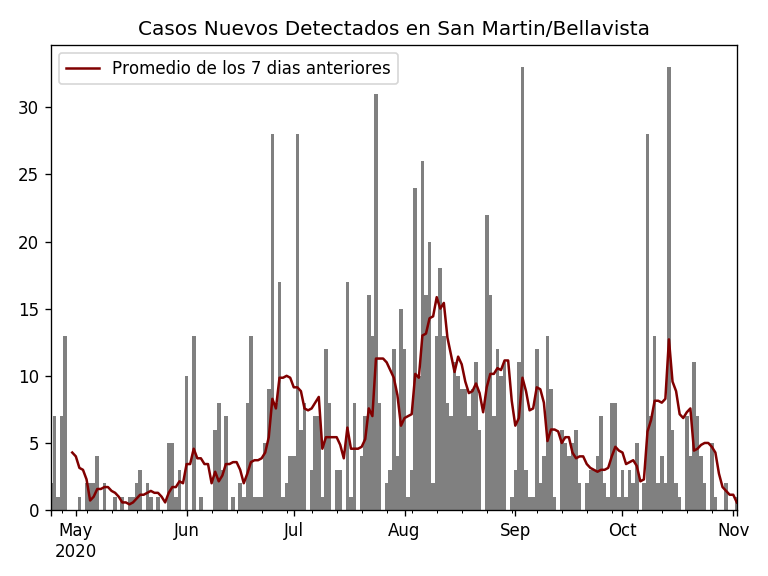 Casos Nuevos Detectados en San Martin/Bellavista
Promedio de los 7 dias anteriores
30
25
20
15
10
5
0
May Jun Jul Aug Sep Oct Nov
2020